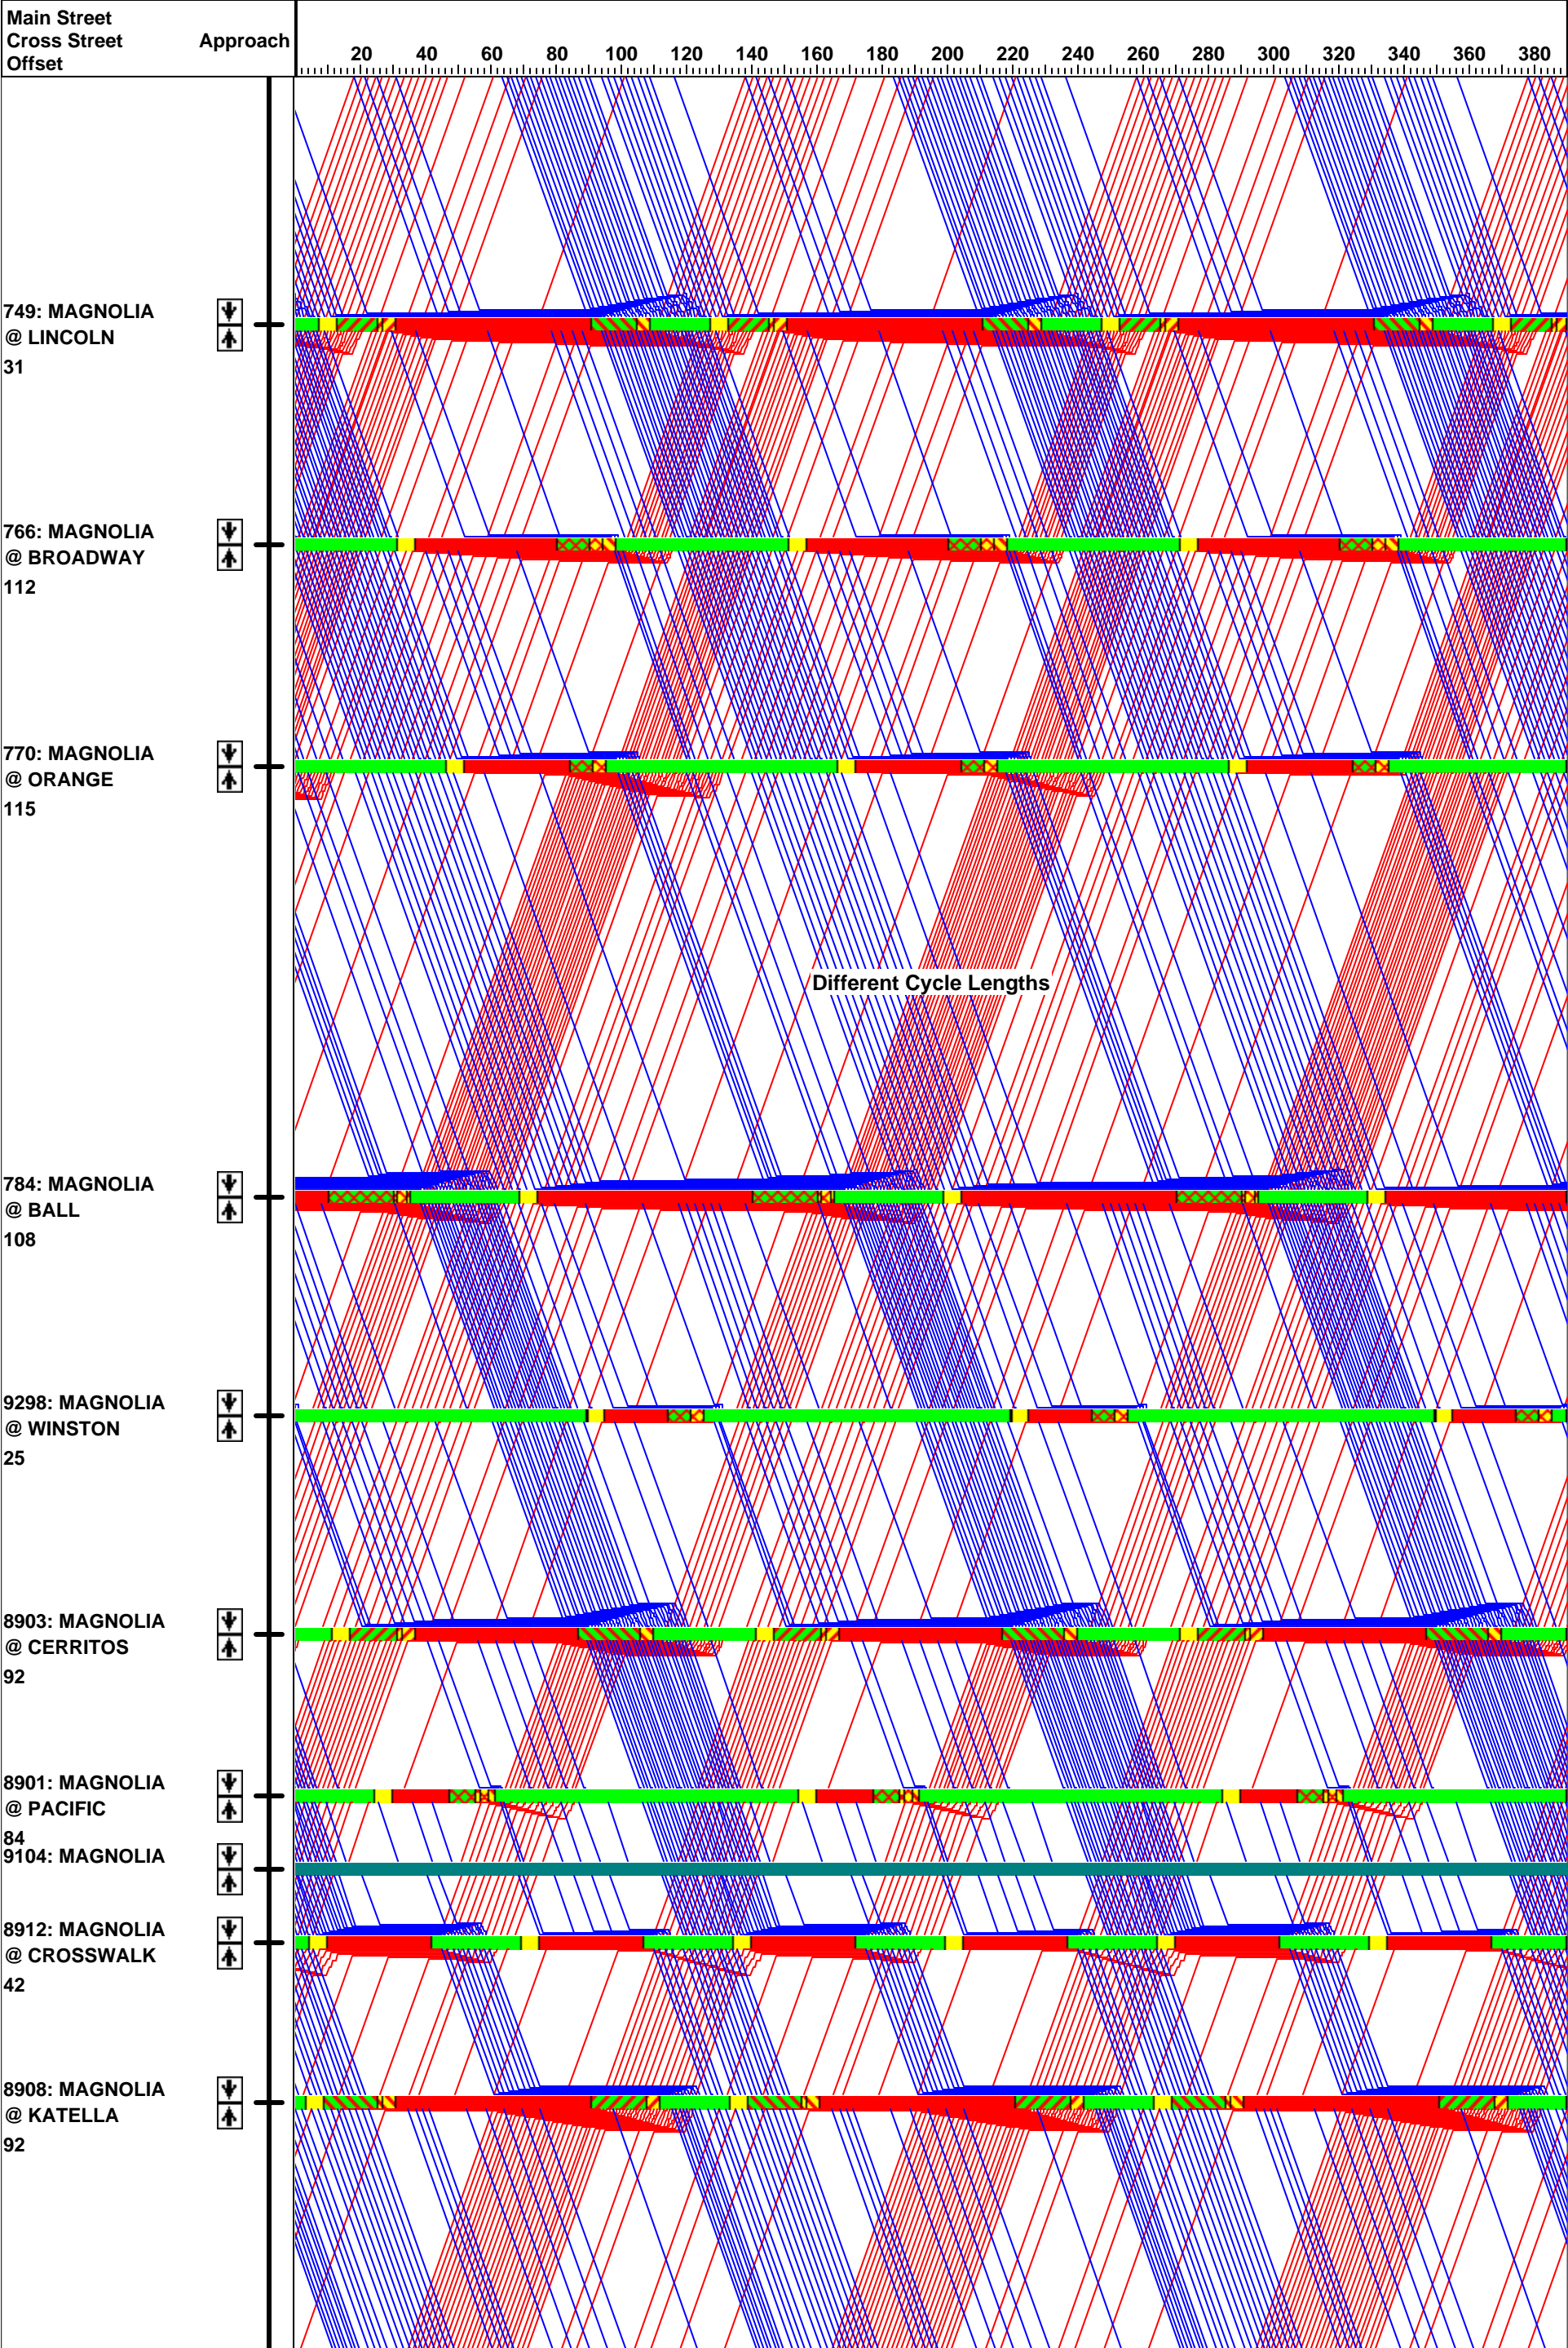 Main Street
Cross Street Approach
Offset
20 40 60 80 100 120 140 160 180 200 220 240 260 280 300 320 340 360 380
749: MAGNOLIA
@ LINCOLN
31
766: MAGNOLIA
@ BROADWAY
112
770: MAGNOLIA
@ ORANGE
115
Different Cycle Lengths
784: MAGNOLIA
@ BALL
108
9298: MAGNOLIA
@ WINSTON
25
8903: MAGNOLIA
@ CERRITOS
92
8901: MAGNOLIA
@ PACIFIC
84
9104: MAGNOLIA
8912: MAGNOLIA
@ CROSSWALK
42
8908: MAGNOLIA
@ KATELLA
92